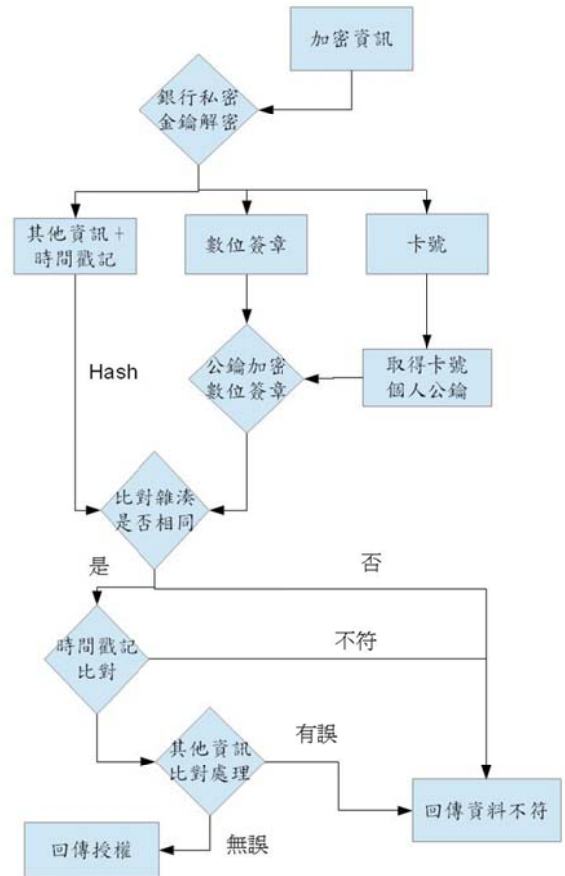 加密資訊
銀行私密
金鑰解密
其他資訊+
時間戳記
數位簽章
卡號
Hash
公鑰加密
數位簽章
取得卡號
個人公鑰
比對雜湊
是否相同
是
否
時間戳記
比對
不符
其他資訊
比對處理
有誤
回傳資料不符
無誤
回傳授權